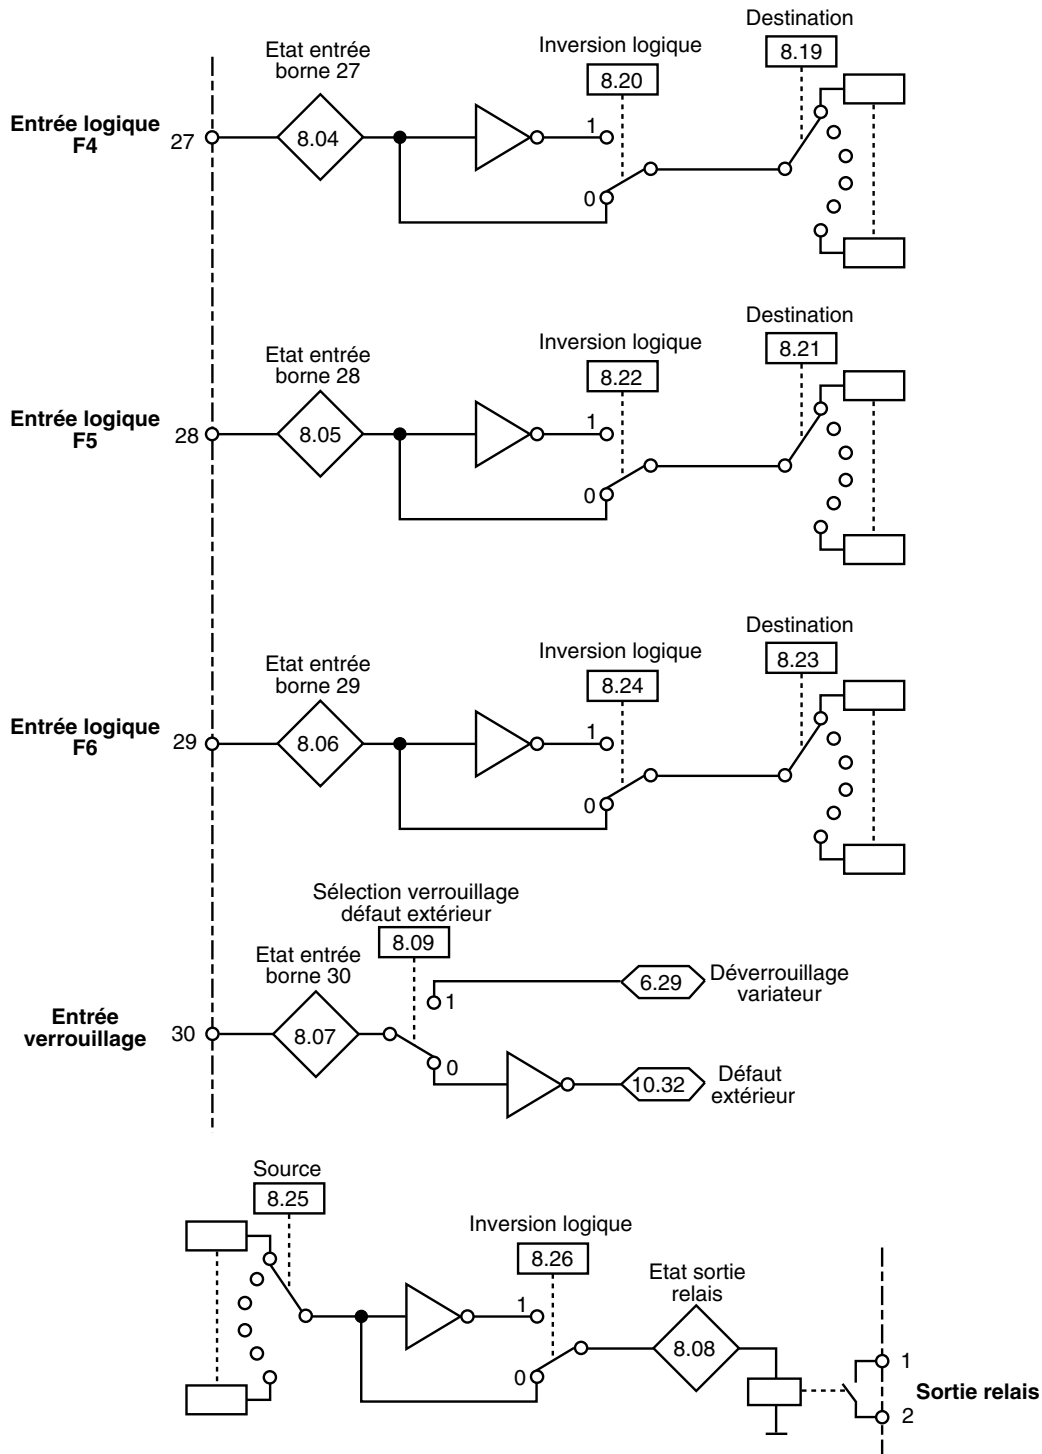 Destination
8.19
Inversion logique
8.20
Etat entrée
borne 27
8.04
Entrée logique
F4
27
1
0
Destination
8.21
Inversion logique
8.22
Etat entrée
borne 28
8.05
Entrée logique
F5
28
1
0
Destination
8.23
Inversion logique
8.24
Etat entrée
borne 29
8.06
Entrée logique
F6
29
1
0
Sélection verrouillage
défaut extérieur
8.09
Etat entrée
borne 30
8.07
Entrée
verrouillage
30
1
0
6.29
Déverrouillage
variateur
10.32
Défaut
extérieur
Source
8.25
Inversion logique
8.26
1
0
Etat sortie
relais
8.08
1
Sortie relais
2